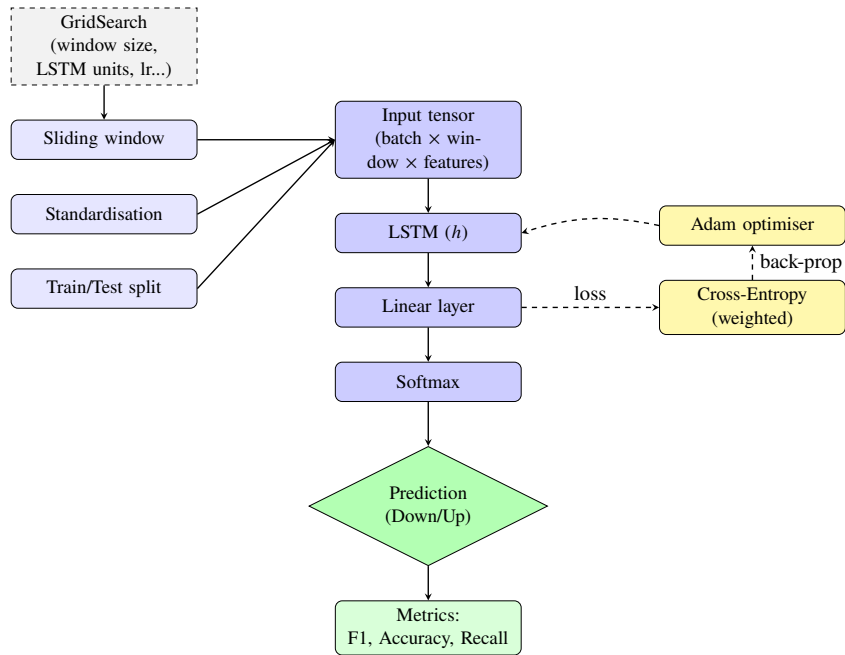 GridSearch
(window size,
LSTM units, lr...)
Sliding window
Standardisation
Train/Test split
Input tensor
(batch × win-
dow × features)
LSTM (h)
Linear layer
Softmax
Prediction
(Down/Up)
Metrics:
F1, Accuracy, Recall
loss
Adam optimiser
back-prop
Cross-Entropy
(weighted)